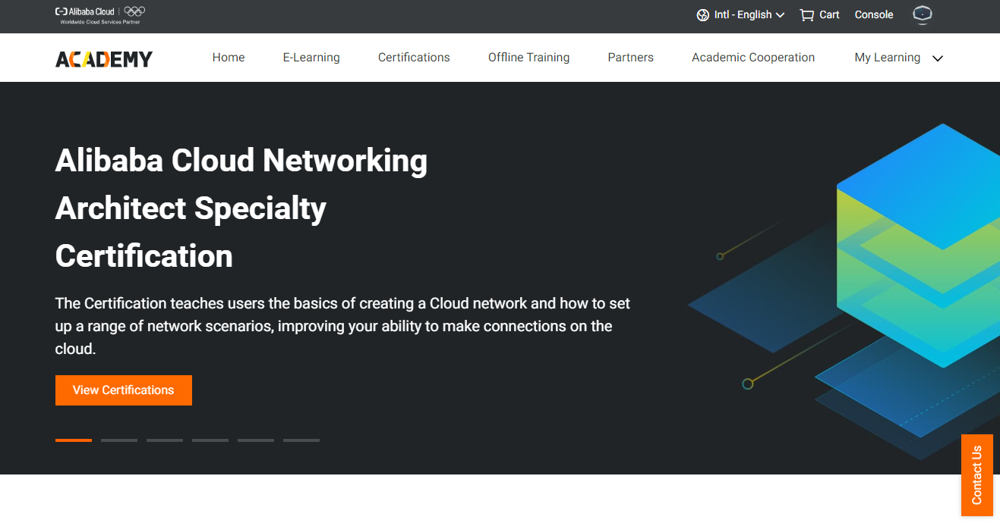 Alibaba Cloud
Worldwide Cloud Services Partner
Intl - English
Cart
Console
ACADEMY
Home
E-Learning
Certifications
Offline Training
Partners
Academic Cooperation
My Learning
Alibaba Cloud Networking
Architect Specialty
Certification
The Certification teaches users the basics of creating a Cloud network and how to set
up a range of network scenarios, improving your ability to make connections on the
cloud.
View Certifications
Contact Us